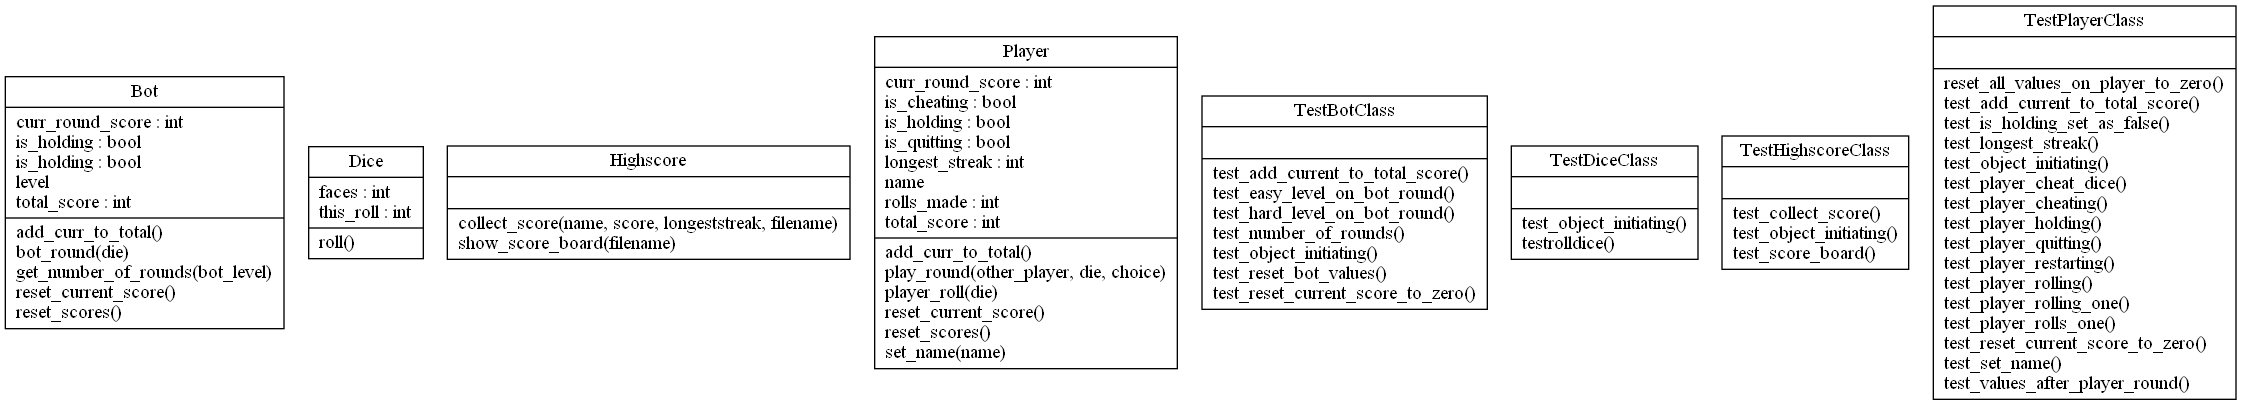 Bot
curr_round_score : int
is_holding : bool
is_holding : bool
level
total_score : int
add_curr_to_total()
bot_round(die)
get_number_of_rounds(bot_level)
reset_current_score()
reset_scores()
Dice
faces : int
this_roll : int
roll()
Highscore
collect_score(name, score, longeststreak, filename)
show_score_board(filename)
Player
curr_round_score : int
is_cheating : bool
is_holding : bool
is_quitting : bool
longest_streak : int
name
rolls_made : int
total_score : int
add_curr_to_total()
play_round(other_player, die, choice)
player_roll(die)
reset_current_score()
reset_scores()
set_name(name)
TestBotClass
test_add_current_to_total_score()
test_easy_level_on_bot_round()
test_hard_level_on_bot_round()
test_number_of_rounds()
test_object_initiating()
test_reset_bot_values()
test_reset_current_score_to_zero()
TestDiceClass
test_object_initiating()
testrolldice()
TestHighscoreClass
test_collect_score()
test_object_initiating()
test_score_board()
TestPlayerClass
reset_all_values_on_player_to_zero()
test_add_current_to_total_score()
test_is_holding_set_as_false()
test_longest_streak()
test_object_initiating()
test_player_cheat_dice()
test_player_cheating()
test_player_holding()
test_player_quitting()
test_player_restarting()
test_player_rolling()
test_player_rolling_one()
test_player_rolls_one()
test_reset_current_score_to_zero()
test_set_name()
test_values_after_player_round()